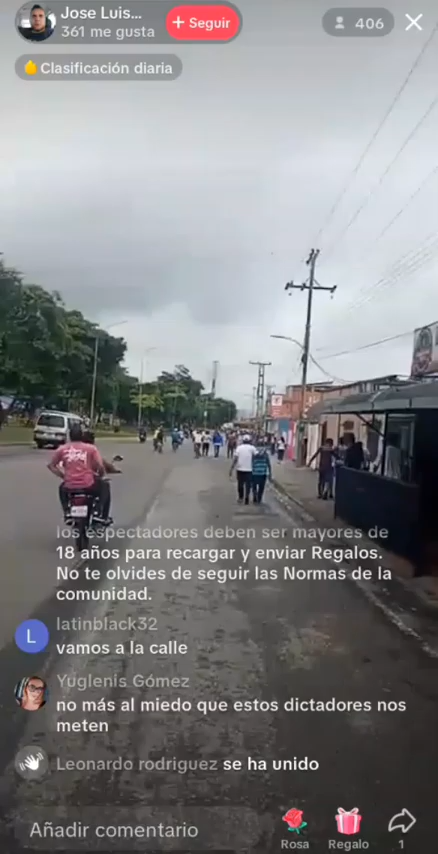 Jose Luis...
361 me gusta
+ Seguir
406
Clasificación diaria
los espectadores deben ser mayores de
18 años para recargar y enviar Regalos.
No te olvides de seguir las Normas de la
comunidad.
L
latinblack32
vamos a la calle
Yuglenis Gómez
no más al miedo que estos dictadores nos
meten
Leonardo rodriguez se ha unido
Añadir comentario
Rosa
Regalo
1